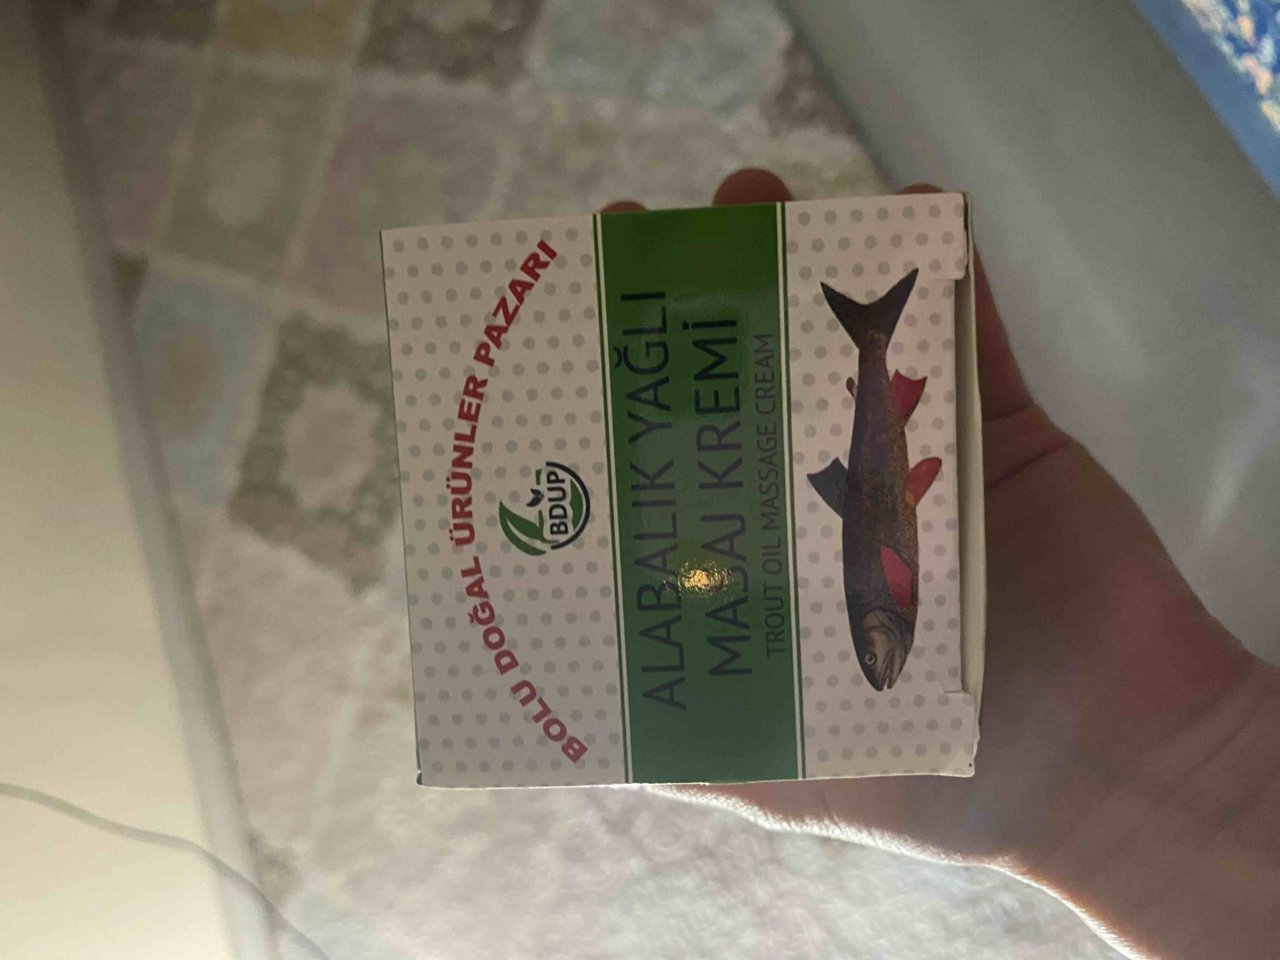 BOLU DOĞAL ÜRÜNLER PAZARI
BDUP
ALABALIK YAĞLI
MASAJ KREMİ
TROUT OIL MASSAGE CREAM